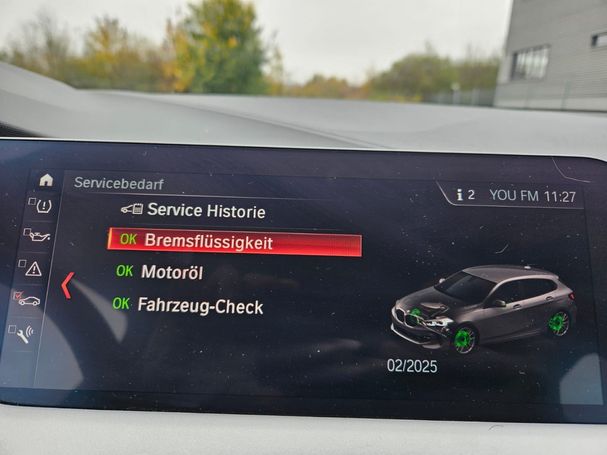 Servicebedarf
i 2 YOU FM 11:27
Service Historie
OK Bremsflüssigkeit
OK Motoröl
OK Fahrzeug-Check
02/2025